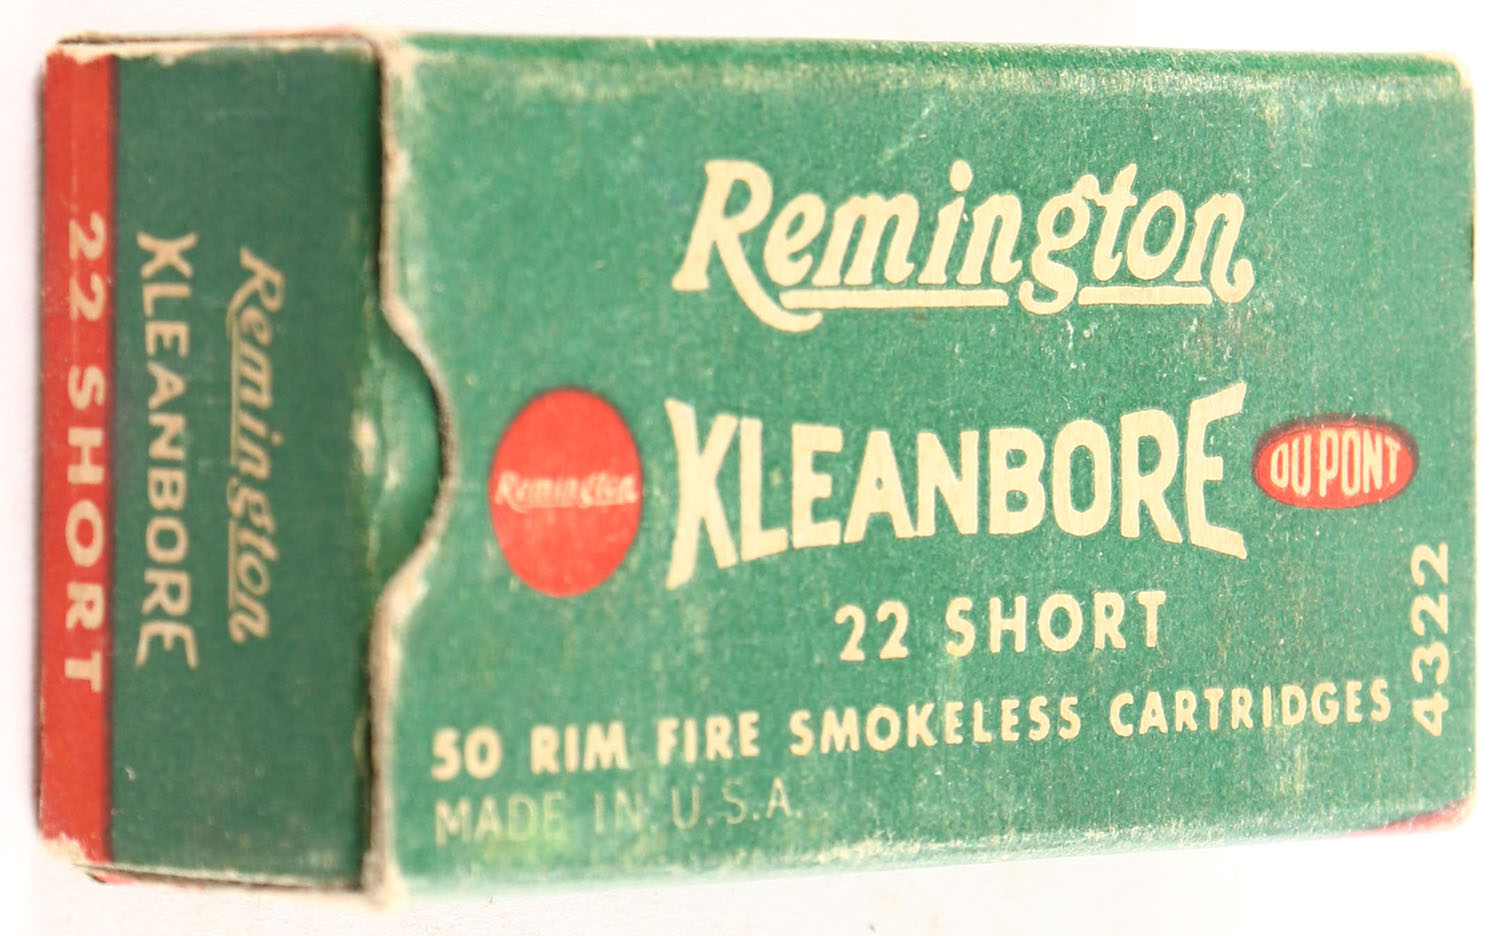 Remington
KLEANBORE
22 SHORT
Remington
Remington
KLEANBORE
DU PONT
22 SHORT
50 RIM FIRE SMOKELESS CARTRIDGES
MADE IN U.S.A.
4322